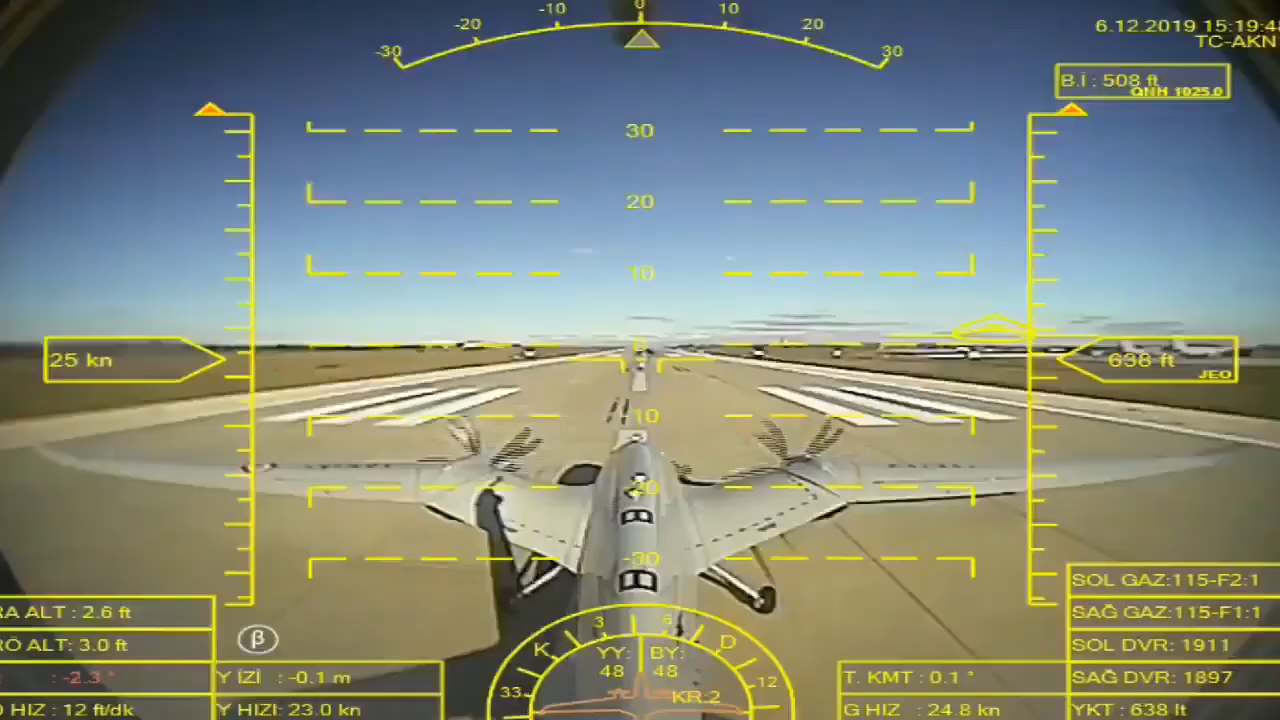 -30 -20 -10 0 10 20 30
6.12.2019 15:19:48
TC-AKN
B.İ : 508 ft
QNH 1025.0
30
20
10
0
25 kn
638 ft
JEO
-10
-20
-30
RA ALT : 2.6 ft
RÖ ALT: 3.0 ft
: -2.3 °
HIZ : 12 ft/dk
β
Y İZİ : -0.1 m
Y HIZI: 23.0 kn
33 K 3 6 D 12
YY: 48
BY: 48
KR:2
SOL GAZ:115-F2:1
SAĞ GAZ:115-F1:1
SOL DVR: 1911
T. KMT : 0.1 °
SAĞ DVR: 1897
G HIZ : 24.8 kn
YKT : 638 lt